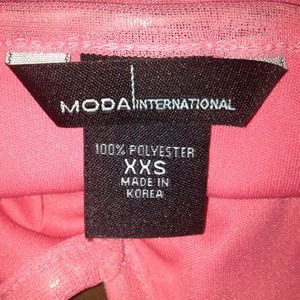 MODA INTERNATIONAL
100% POLYESTER
XXS
MADE IN
KOREA